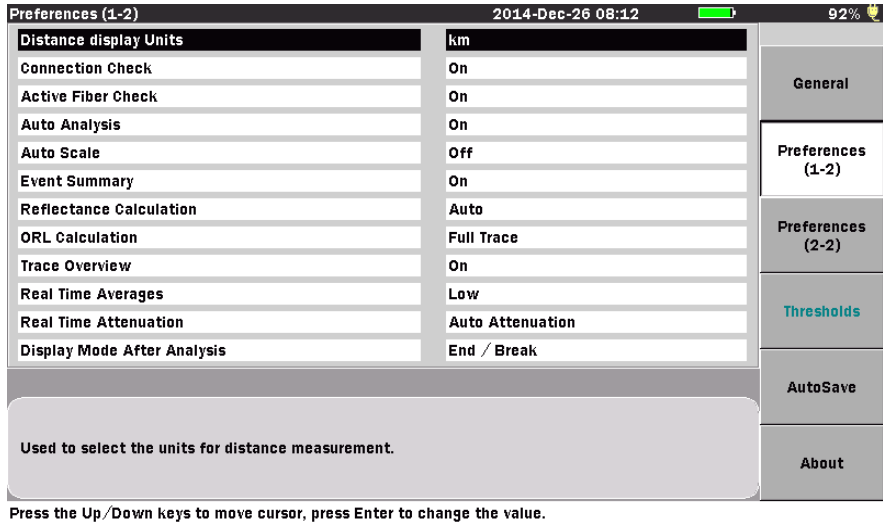 Preferences (1-2) 2014-Dec-26 08:12 92%
Distance display Units km
Connection Check On
Active Fiber Check On
Auto Analysis On
Auto Scale Off
Event Summary On
Reflectance Calculation Auto
ORL Calculation Full Trace
Trace Overview On
Real Time Averages Low
Real Time Attenuation Auto Attenuation
Display Mode After Analysis End / Break
General
Preferences
(1-2)
Preferences
(2-2)
Thresholds
AutoSave
About
Used to select the units for distance measurement.
Press the Up/Down keys to move cursor, press Enter to change the value.